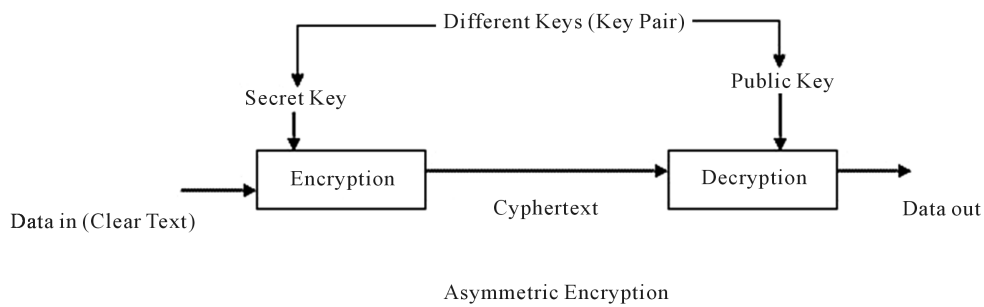 Different Keys (Key Pair)
Secret Key
Public Key
Encryption
Decryption
Data in (Clear Text)
Cyphertext
Data out
Asymmetric Encryption